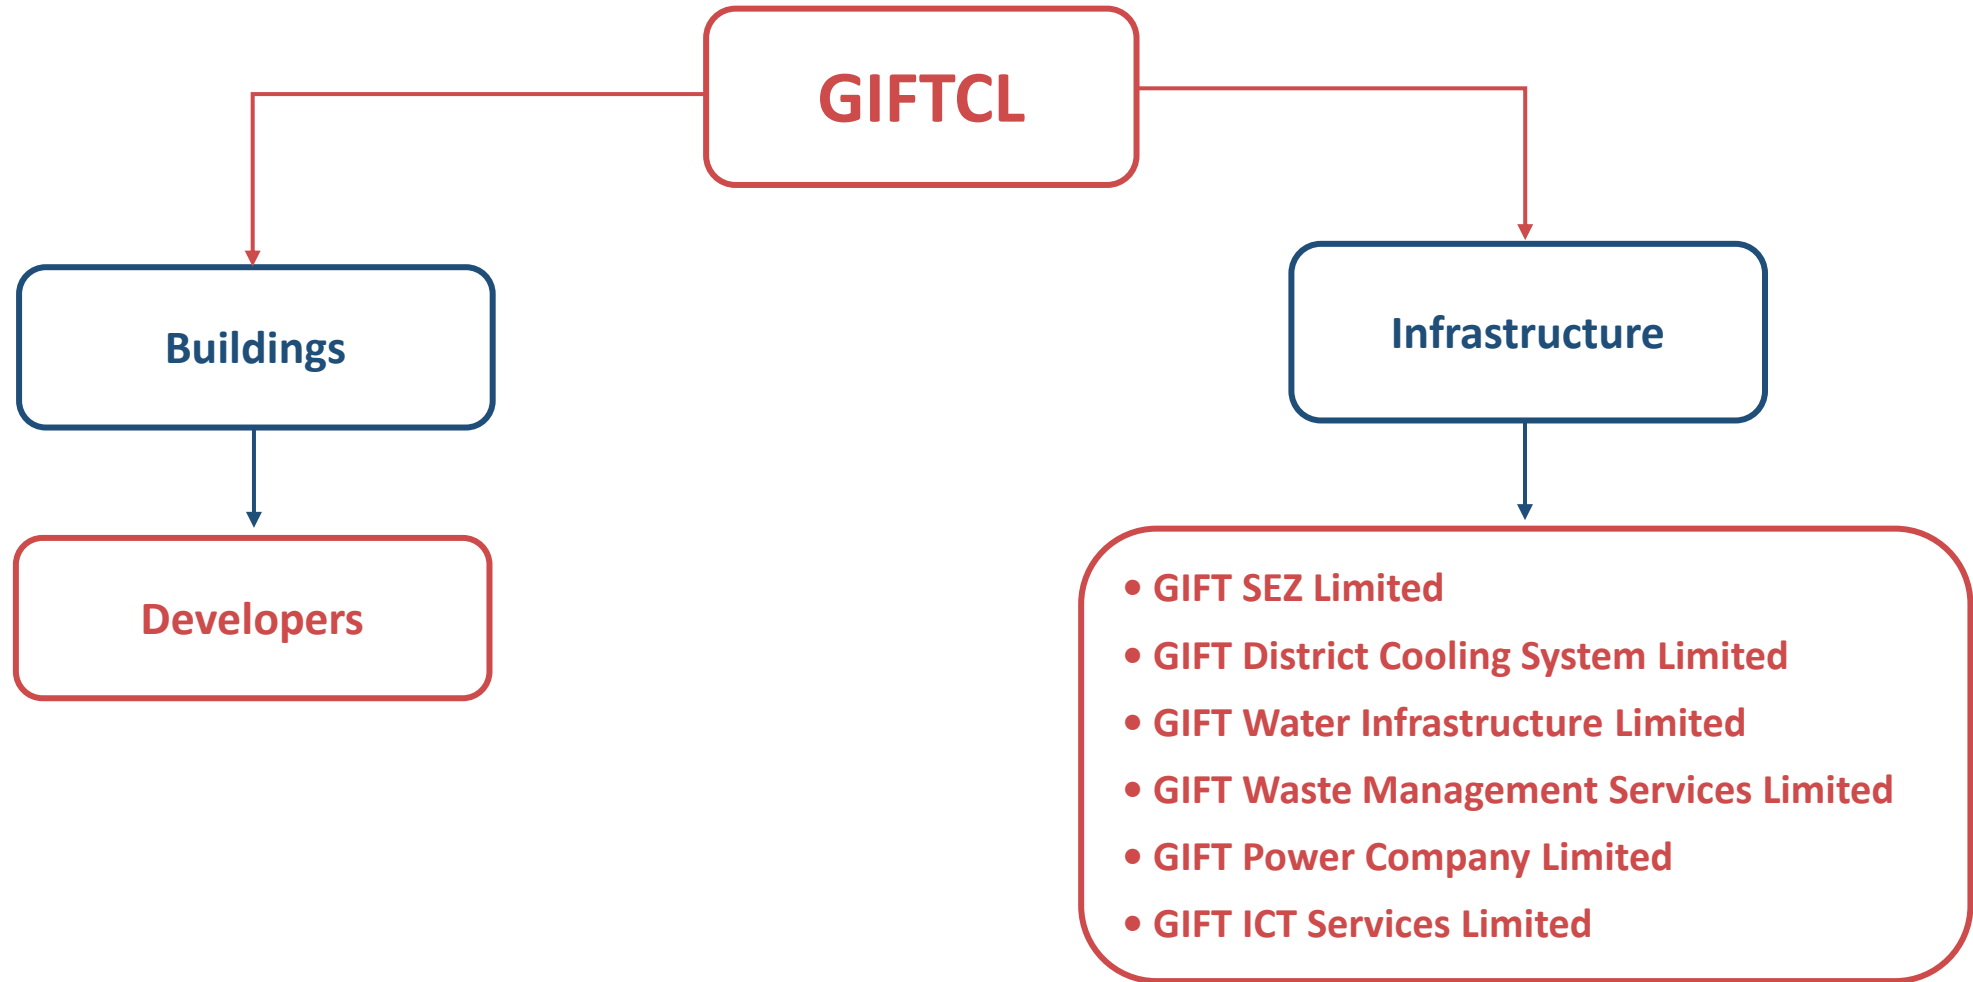 GIFTCL
Buildings
Infrastructure
Developers
• GIFT SEZ Limited
• GIFT District Cooling System Limited
• GIFT Water Infrastructure Limited
• GIFT Waste Management Services Limited
• GIFT Power Company Limited
• GIFT ICT Services Limited